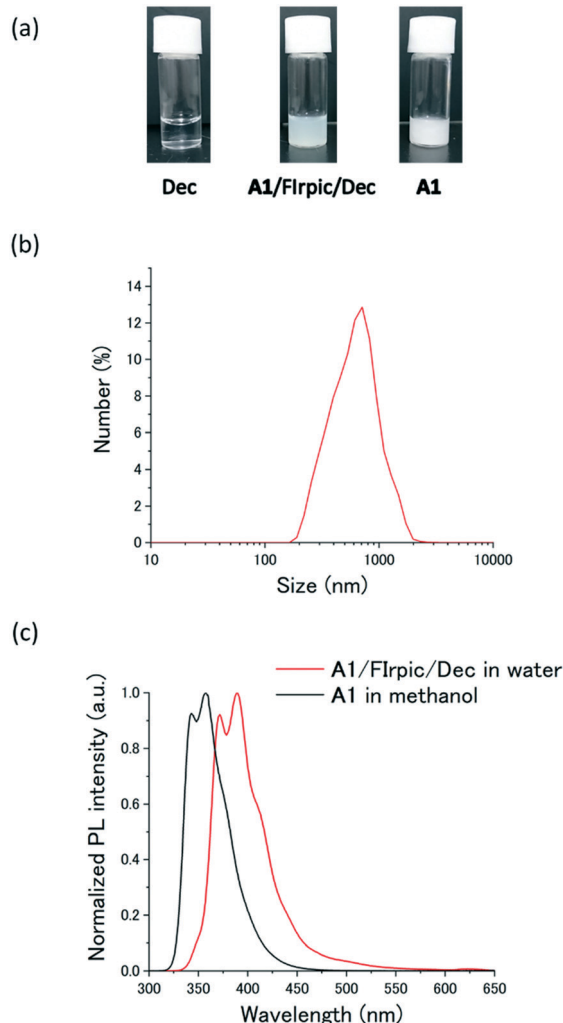 (a)
Dec A1/FIrpic/Dec A1
(b)
14
12
10
8
6
4
2
0
Number (%)
10 100 1000 10000
Size (nm)
(c)
A1/FIrpic/Dec in water
A1 in methanol
1.0
0.8
0.6
0.4
0.2
0.0
Normalized PL intensity (a.u.)
300 350 400 450 500 550 600 650
Wavelength (nm)